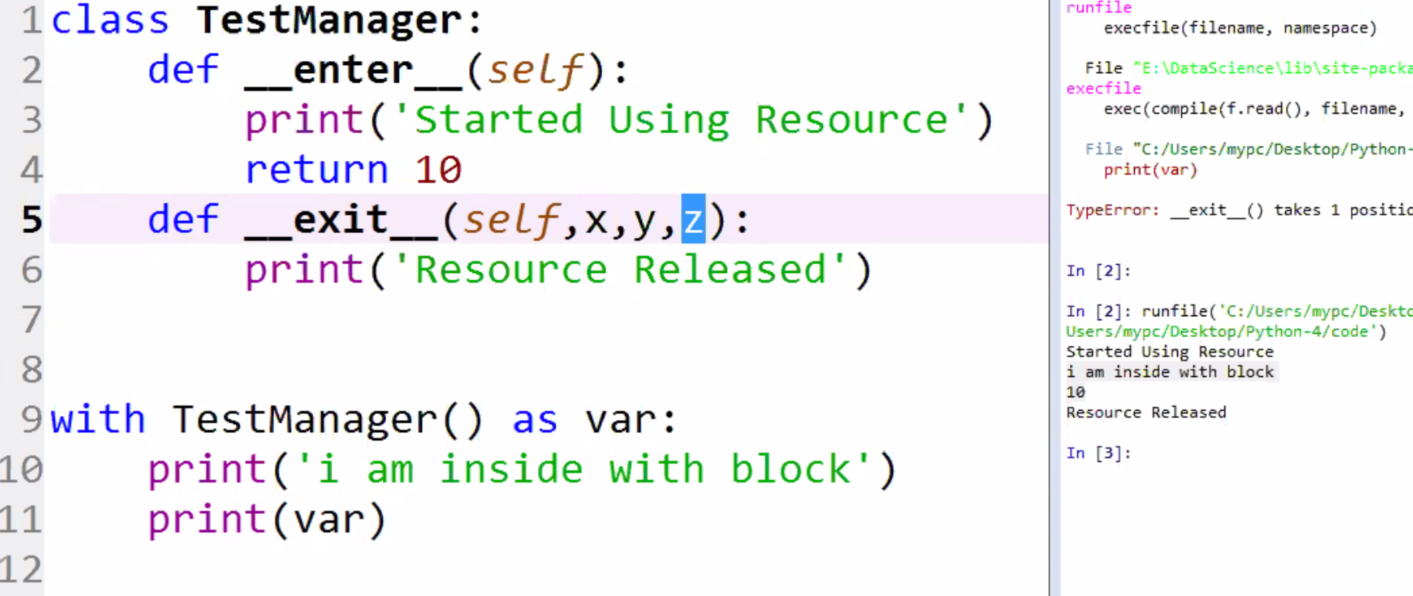 1 class TestManager:
2 def __enter__(self):
3 print('Started Using Resource')
4 return 10
5 def __exit__(self,x,y,z):
6 print('Resource Released')
7
8
9 with TestManager() as var:
10 print('i am inside with block')
11 print(var)
12
runfile
execfile(filename, namespace)
File "E:\DataScience\lib\site-packa
execfile
exec(compile(f.read(), filename,
File "C:/Users/mypc/Desktop/Python-
print(var)
TypeError: __exit__() takes 1 positio
In [2]:
In [2]: runfile('C:/Users/mypc/Deskto
Users/mypc/Desktop/Python-4/code')
Started Using Resource
i am inside with block
10
Resource Released
In [3]: